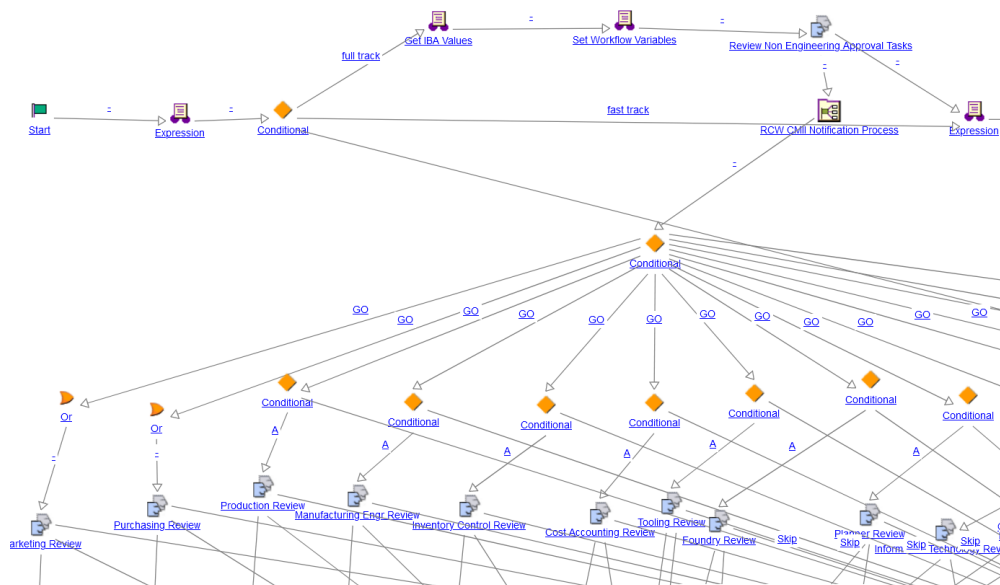 Get IBA Values
-
Set Workflow Variables
-
Review Non Engineering Approval Tasks
full track
-
-
Start
-
Expression
-
Conditional
fast track
RCW CMII Notification Process
Expression
-
Conditional
GO
GO
GO
GO
GO
GO
GO
GO
GO
GO
GO
GO
Or
Or
Conditional
Conditional
Conditional
Conditional
Conditional
Conditional
Conditional
-
-
A
A
A
A
A
A
A
arketing Review
Purchasing Review
Production Review
Manufacturing Engr Review
Inventory Control Review
Cost Accounting Review
Tooling Review
Foundry Review
Skip
Planner Review
Skip
Inform
Skip
Technology Rev
Skip